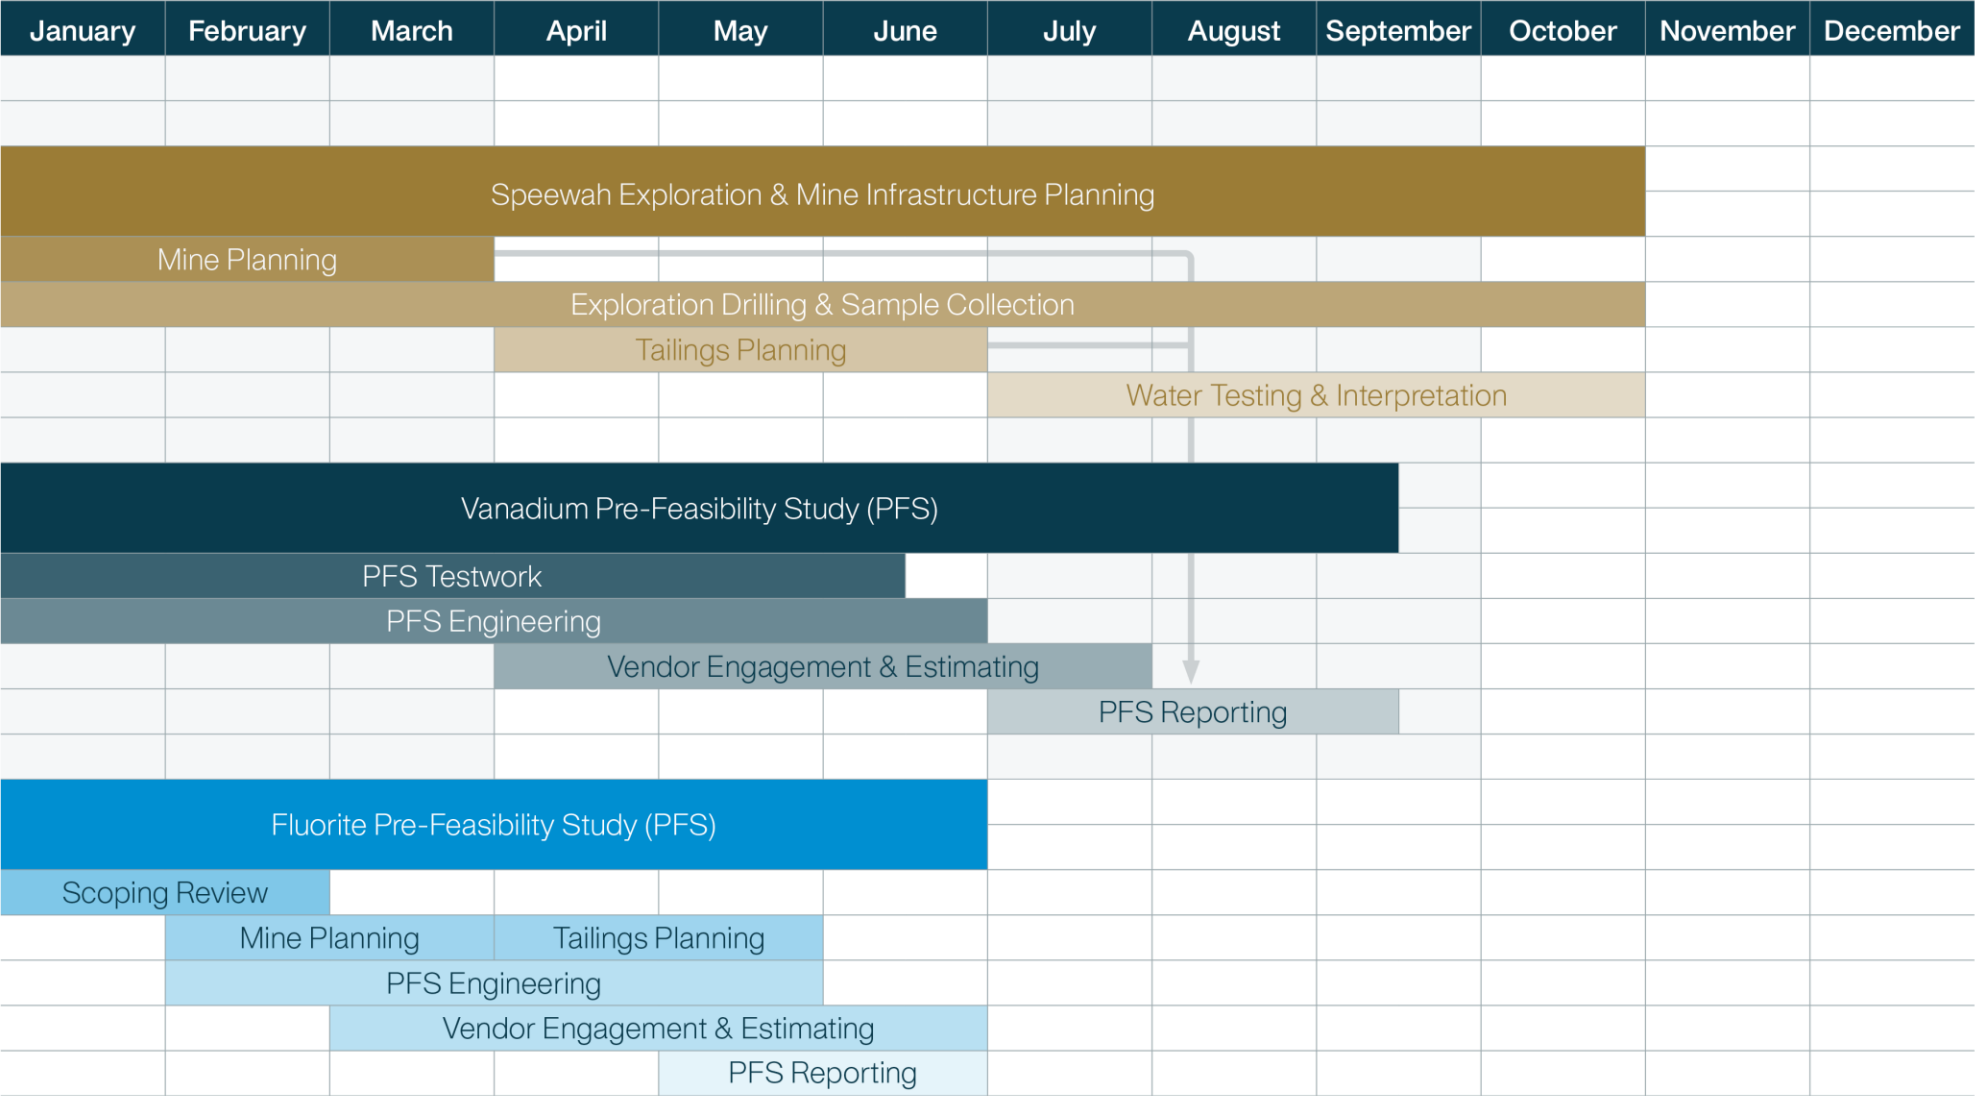 January February March April May June July August September October November December
Speewah Exploration & Mine Infrastructure Planning
Mine Planning
Exploration Drilling & Sample Collection
Tailings Planning
Water Testing & Interpretation
Vanadium Pre-Feasibility Study (PFS)
PFS Testwork
PFS Engineering
Vendor Engagement & Estimating
PFS Reporting
Fluorite Pre-Feasibility Study (PFS)
Scoping Review
Mine Planning Tailings Planning
PFS Engineering
Vendor Engagement & Estimating
PFS Reporting